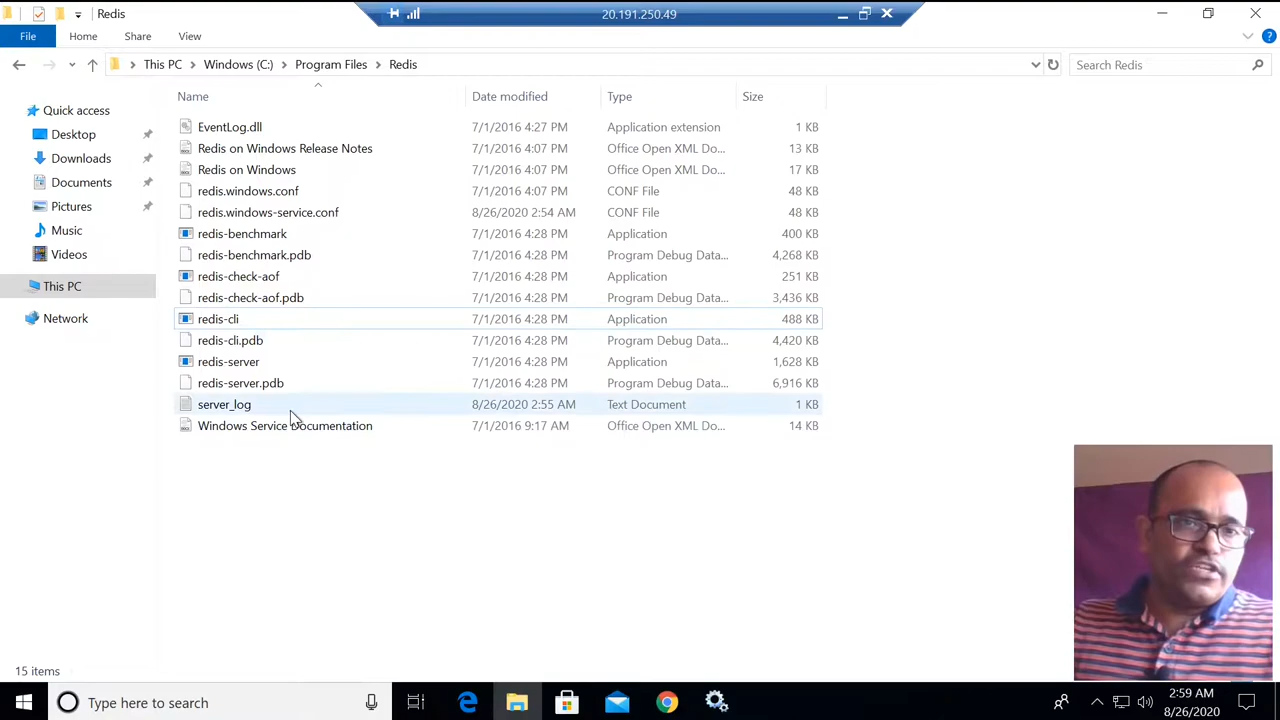 Redis
20.191.250.49
File Home Share View
This PC Windows (C:) Program Files Redis
Search Redis
Name Date modified Type Size
Quick access
Desktop
Downloads
Documents
Pictures
Music
Videos
This PC
Network
EventLog.dll 7/1/2016 4:27 PM Application extension 1 KB
Redis on Windows Release Notes 7/1/2016 4:07 PM Office Open XML Do... 13 KB
Redis on Windows 7/1/2016 4:07 PM Office Open XML Do... 17 KB
redis.windows.conf 7/1/2016 4:07 PM CONF File 48 KB
redis.windows-service.conf 8/26/2020 2:54 AM CONF File 48 KB
redis-benchmark 7/1/2016 4:28 PM Application 400 KB
redis-benchmark.pdb 7/1/2016 4:28 PM Program Debug Data... 4,268 KB
redis-check-aof 7/1/2016 4:28 PM Application 251 KB
redis-check-aof.pdb 7/1/2016 4:28 PM Program Debug Data... 3,436 KB
redis-cli 7/1/2016 4:28 PM Application 488 KB
redis-cli.pdb 7/1/2016 4:28 PM Program Debug Data... 4,420 KB
redis-server 7/1/2016 4:28 PM Application 1,628 KB
redis-server.pdb 7/1/2016 4:28 PM Program Debug Data... 6,916 KB
server_log 8/26/2020 2:55 AM Text Document 1 KB
Windows Service Documentation 7/1/2016 9:17 AM Office Open XML Do... 14 KB
15 items
Type here to search
2:59 AM
8/26/2020